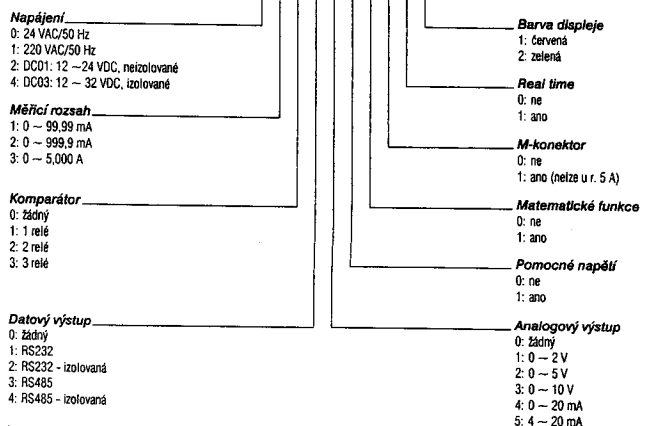 Napájení
0: 24 VAC/50 Hz
1: 220 VAC/50 Hz
2: DC01: 12 ~ 24 VDC, neizolované
4: DC03: 12 ~ 32 VDC, izolované
Měřicí rozsah
1: 0 ~ 99,99 mA
2: 0 ~ 999,9 mA
3: 0 ~ 5,000 A
Komparátor
0: žádný
1: 1 relé
2: 2 relé
3: 3 relé
Datový výstup
0: žádný
1: RS232
2: RS232 - izolovaná
3: RS485
4: RS485 - izolovaná
Barva displeje
1: červená
2: zelená
Real time
0: ne
1: ano
M-konektor
0: ne
1: ano (nelze u r. 5 A)
Matematické funkce
0: ne
1: ano
Pomocné napětí
0: ne
1: ano
Analogový výstup
0: žádný
1: 0 ~ 2 V
2: 0 ~ 5 V
3: 0 ~ 10 V
4: 0 ~ 20 mA
5: 4 ~ 20 mA